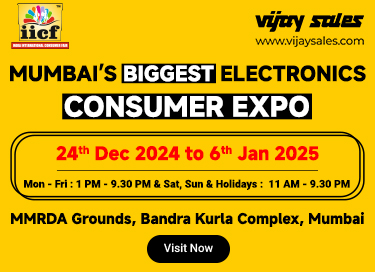 iicf
INDIA INTERNATIONAL CONSUMER FAIR
vijay sales
www.vijaysales.com
MUMBAI'S BIGGEST ELECTRONICS
CONSUMER EXPO
24th Dec 2024 to 6th Jan 2025
Mon - Fri : 1 PM - 9.30 PM & Sat, Sun & Holidays : 11 AM - 9.30 PM
MMRDA Grounds, Bandra Kurla Complex, Mumbai
Visit Now